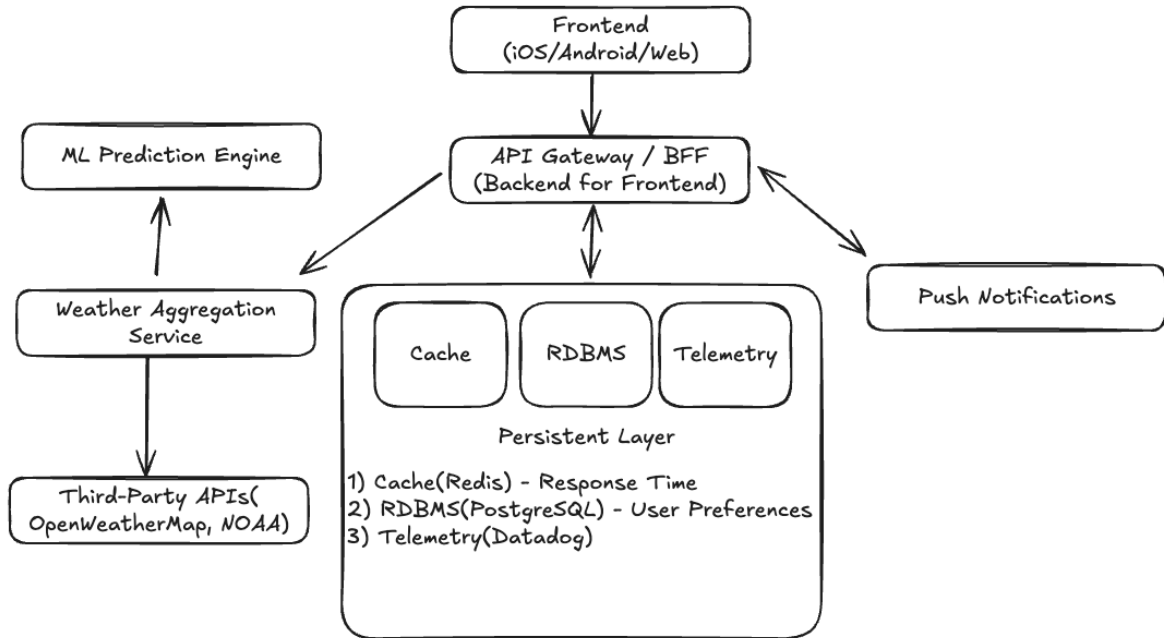 Frontend
(iOS/Android/Web)
ML Prediction Engine
API Gateway / BFF
(Backend for Frontend)
Weather Aggregation
Service
Push Notifications
Cache
RDBMS
Telemetry
Persistent Layer
1) Cache(Redis) - Response Time
2) RDBMS(PostgreSQL) - User Preferences
3) Telemetry(Datadog)
Third-Party APIs(
OpenWeatherMap, NOAA)